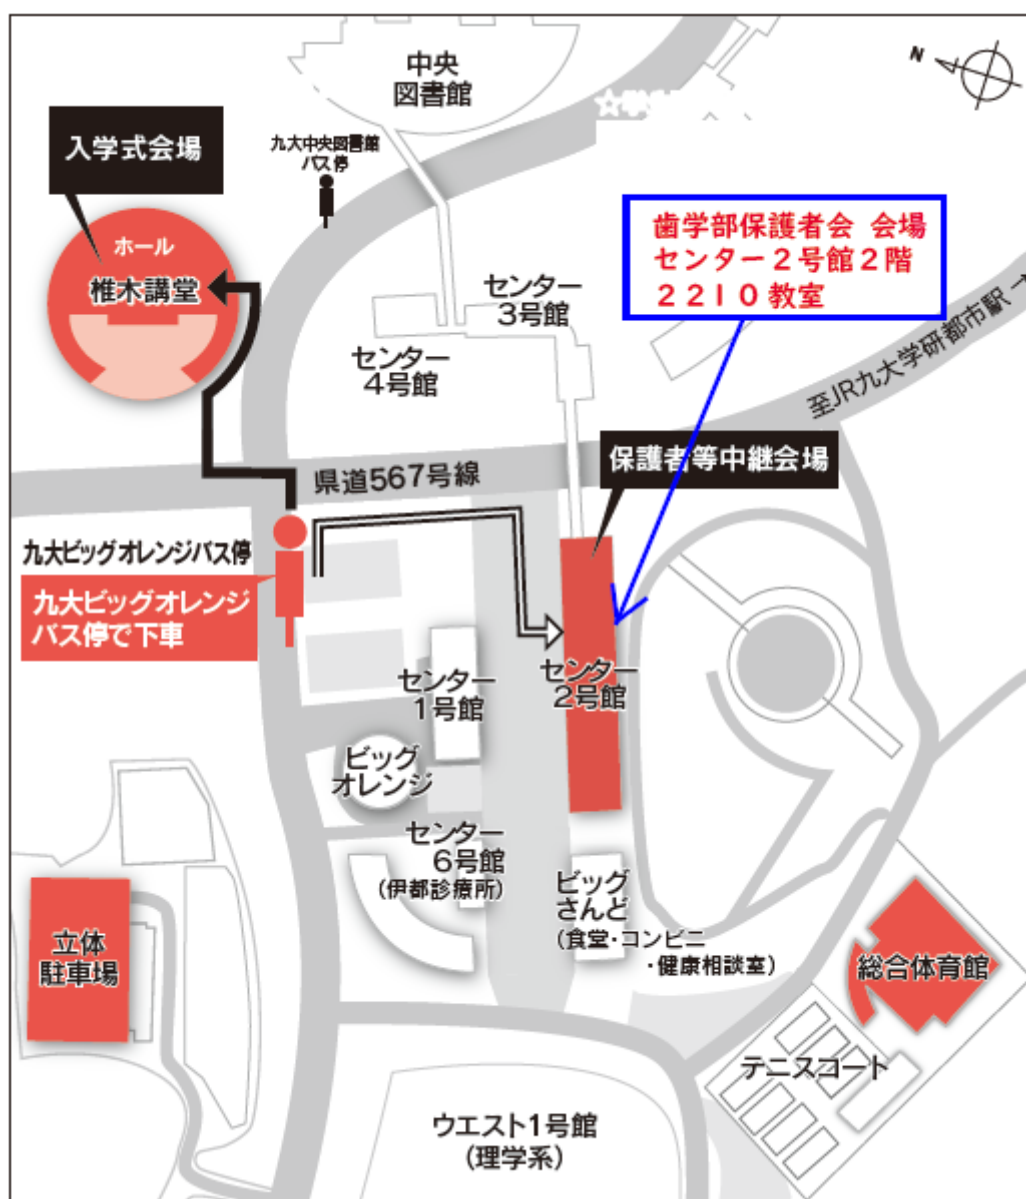 中央
図書館
N
入学式会場
九大中央図書館
バス停
歯学部保護者会 会場
センター２号館２階
２２１０教室
ホール
椎木講堂
センター
3号館
センター
4号館
至JR九大学研都市駅→
保護者等中継会場
県道567号線
九大ビッグオレンジバス停
九大ビッグオレンジ
バス停で下車
センター
1号館
センター
2号館
ビッグ
オレンジ
センター
6号館
(伊都診療所)
ビッグ
さんど
(食堂・コンビニ
・健康相談室)
立体
駐車場
総合体育館
テニスコート
ウエスト1号館
(理学系)